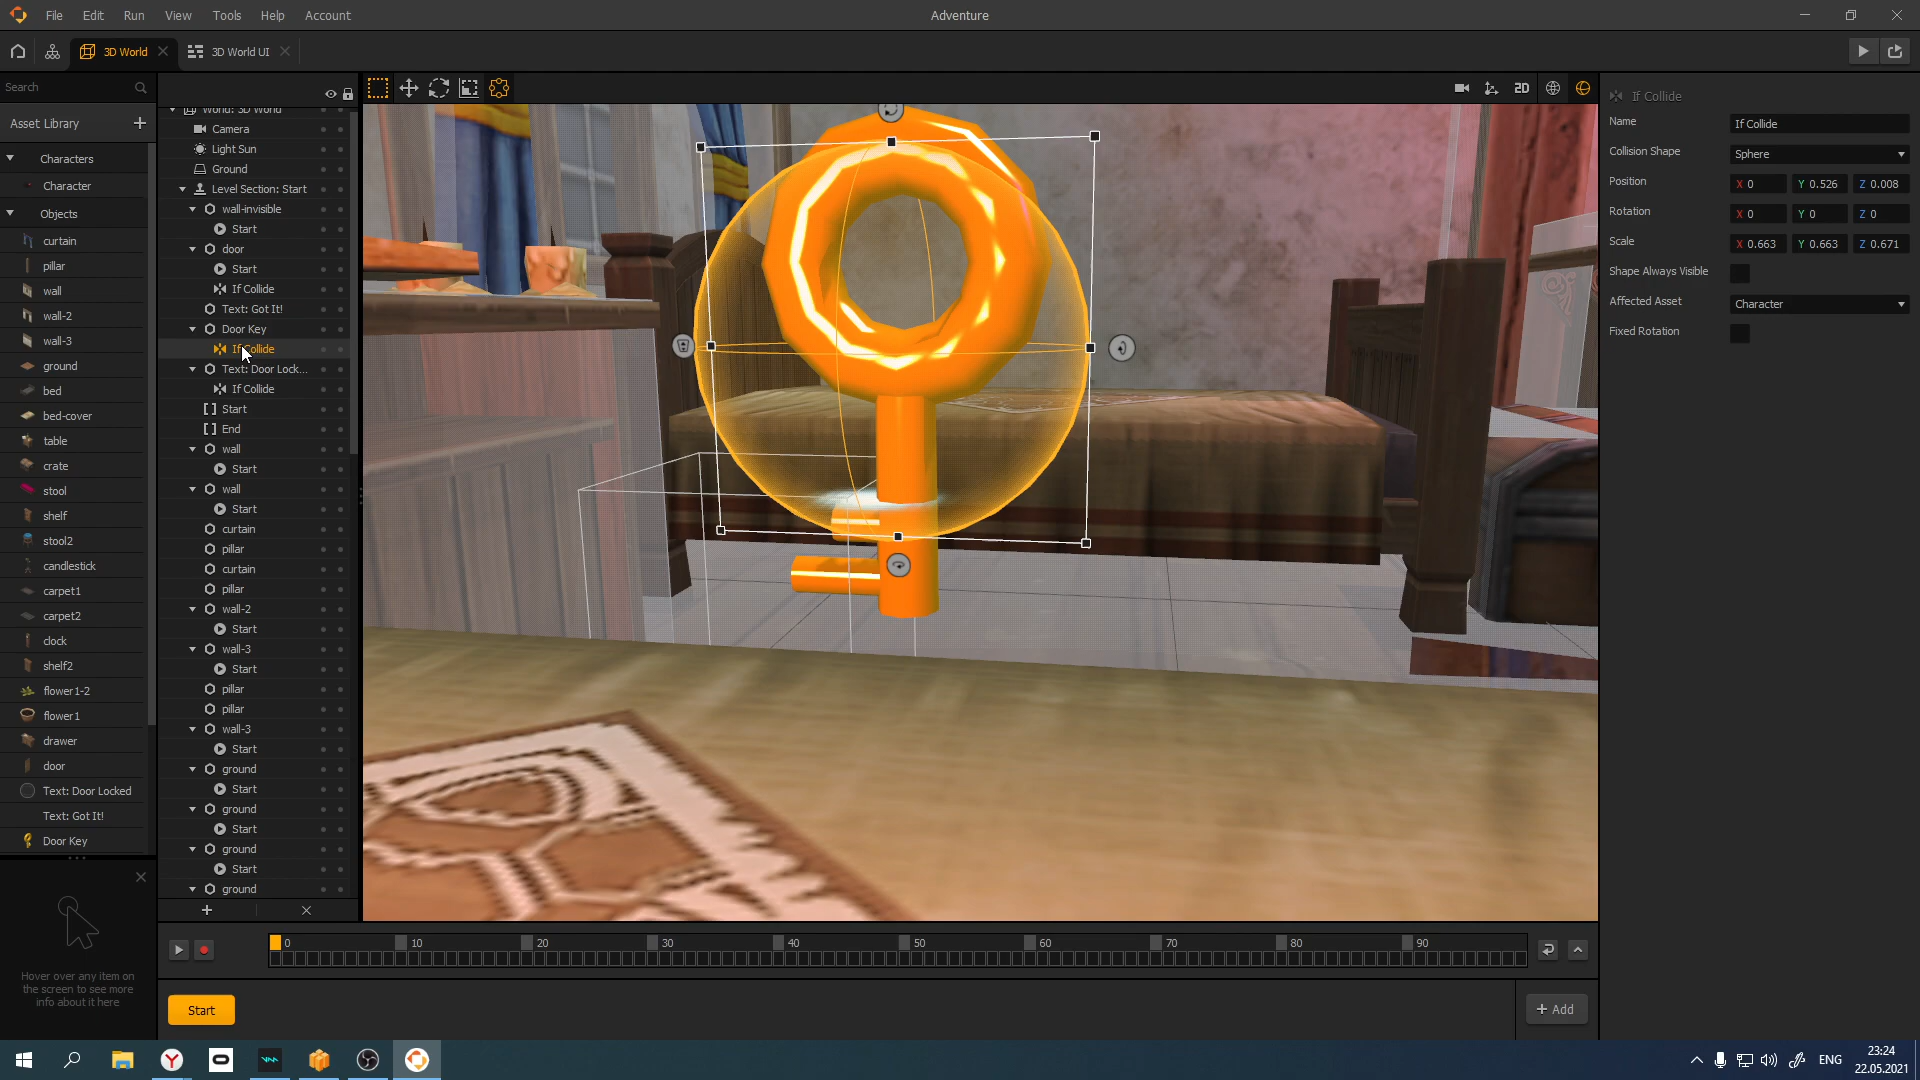 File Edit Run View Tools Help Account Adventure
3D World 3D World UI
Search
Asset Library
Characters
Character
Objects
curtain
pillar
wall
wall-2
wall-3
ground
bed
bed-cover
table
crate
stool
shelf
stool2
candlestick
carpet1
carpet2
clock
shelf2
flower1-2
flower1
drawer
door
Text: Door Locked
Text: Got It!
Door Key
Hover over any item on
the screen to see more
info about it here
World: 3D World
Camera
Light Sun
Ground
Level Section: Start
wall-invisible
Start
door
Start
If Collide
Text: Got It!
Door Key
If Collide
Text: Door Lock...
If Collide
Start
End
wall
Start
wall
Start
curtain
pillar
curtain
pillar
wall-2
Start
wall-3
Start
pillar
pillar
wall-3
Start
ground
Start
ground
Start
ground
Start
ground
2D
If Collide
Name If Collide
Collision Shape Sphere
Position X 0 Y 0.526 Z 0.008
Rotation X 0 Y 0 Z 0
Scale X 0.663 Y 0.663 Z 0.671
Shape Always Visible
Affected Asset Character
Fixed Rotation
0 10 20 30 40 50 60 70 80 90
Start
+ Add
ENG
23:24
22.05.2021